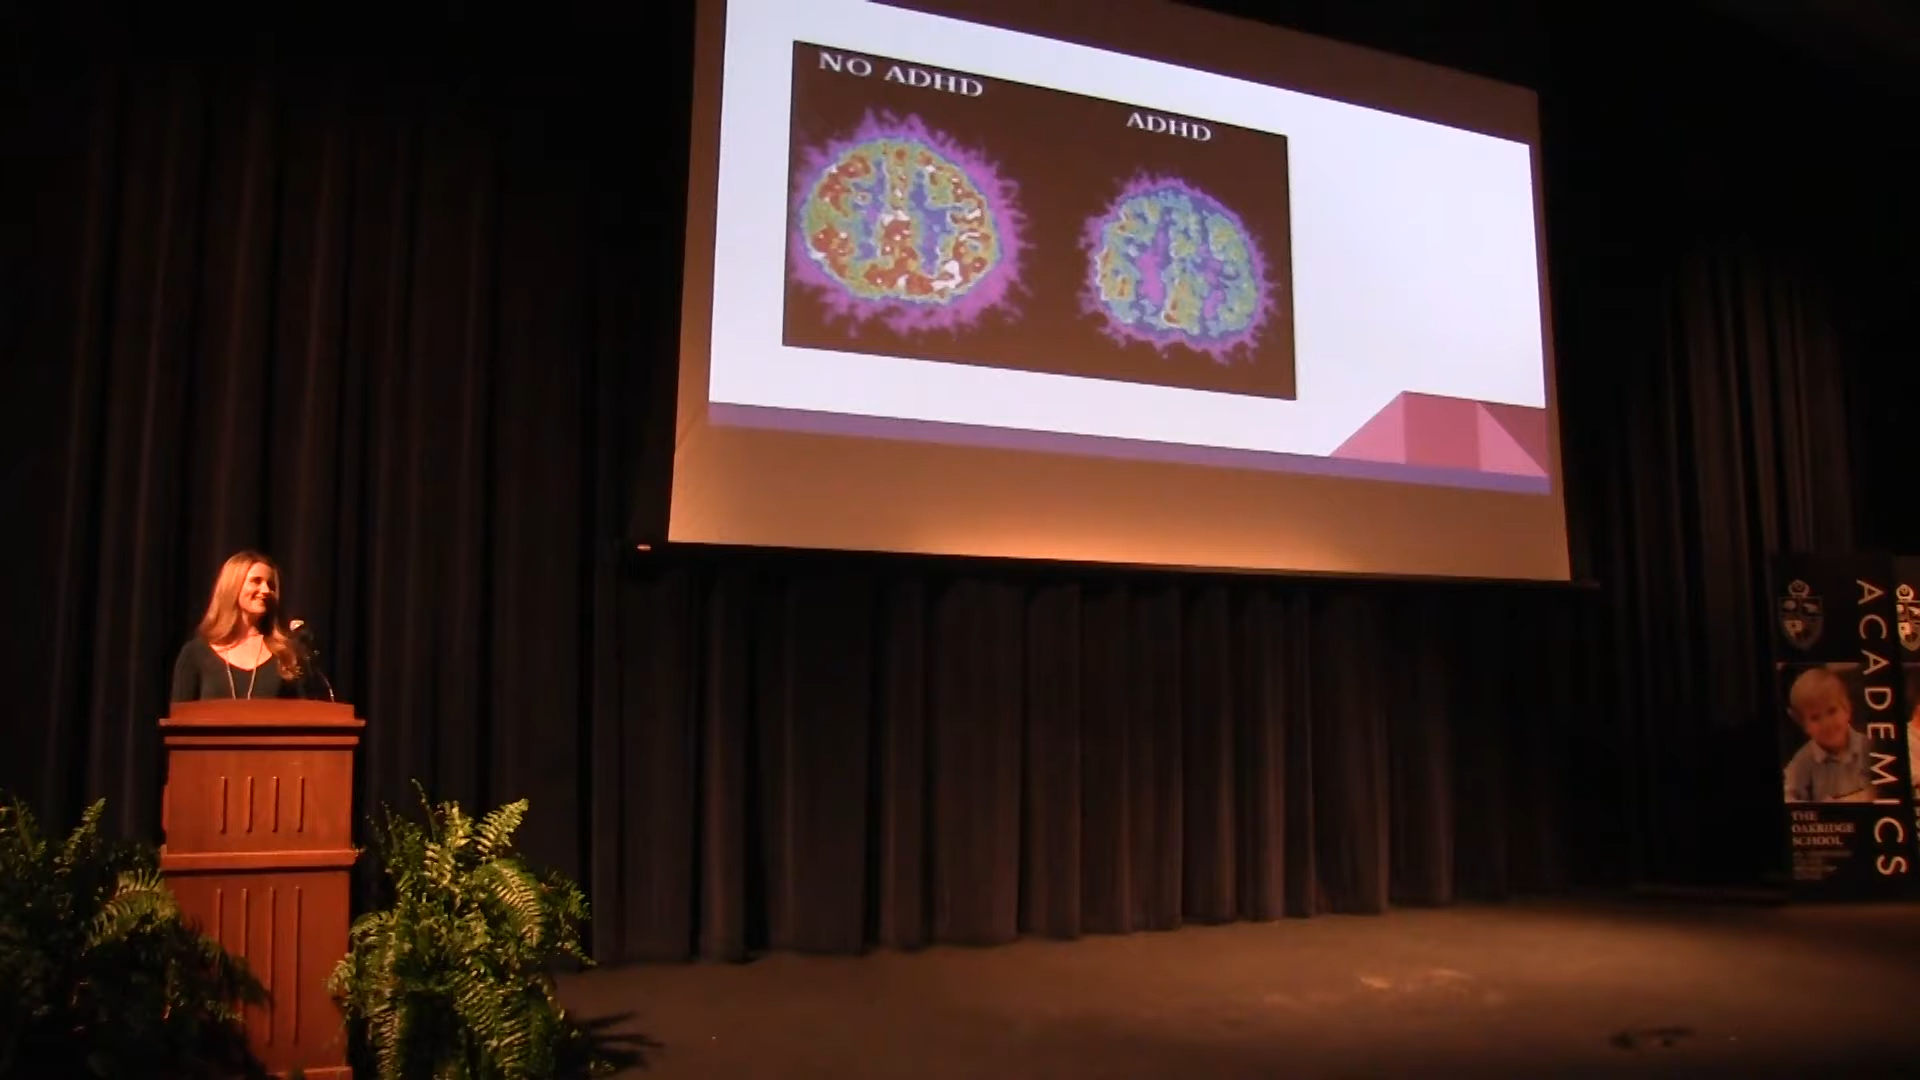 NO ADHD
ADHD
ACADEMICS
THE
OAKRIDGE
SCHOOL